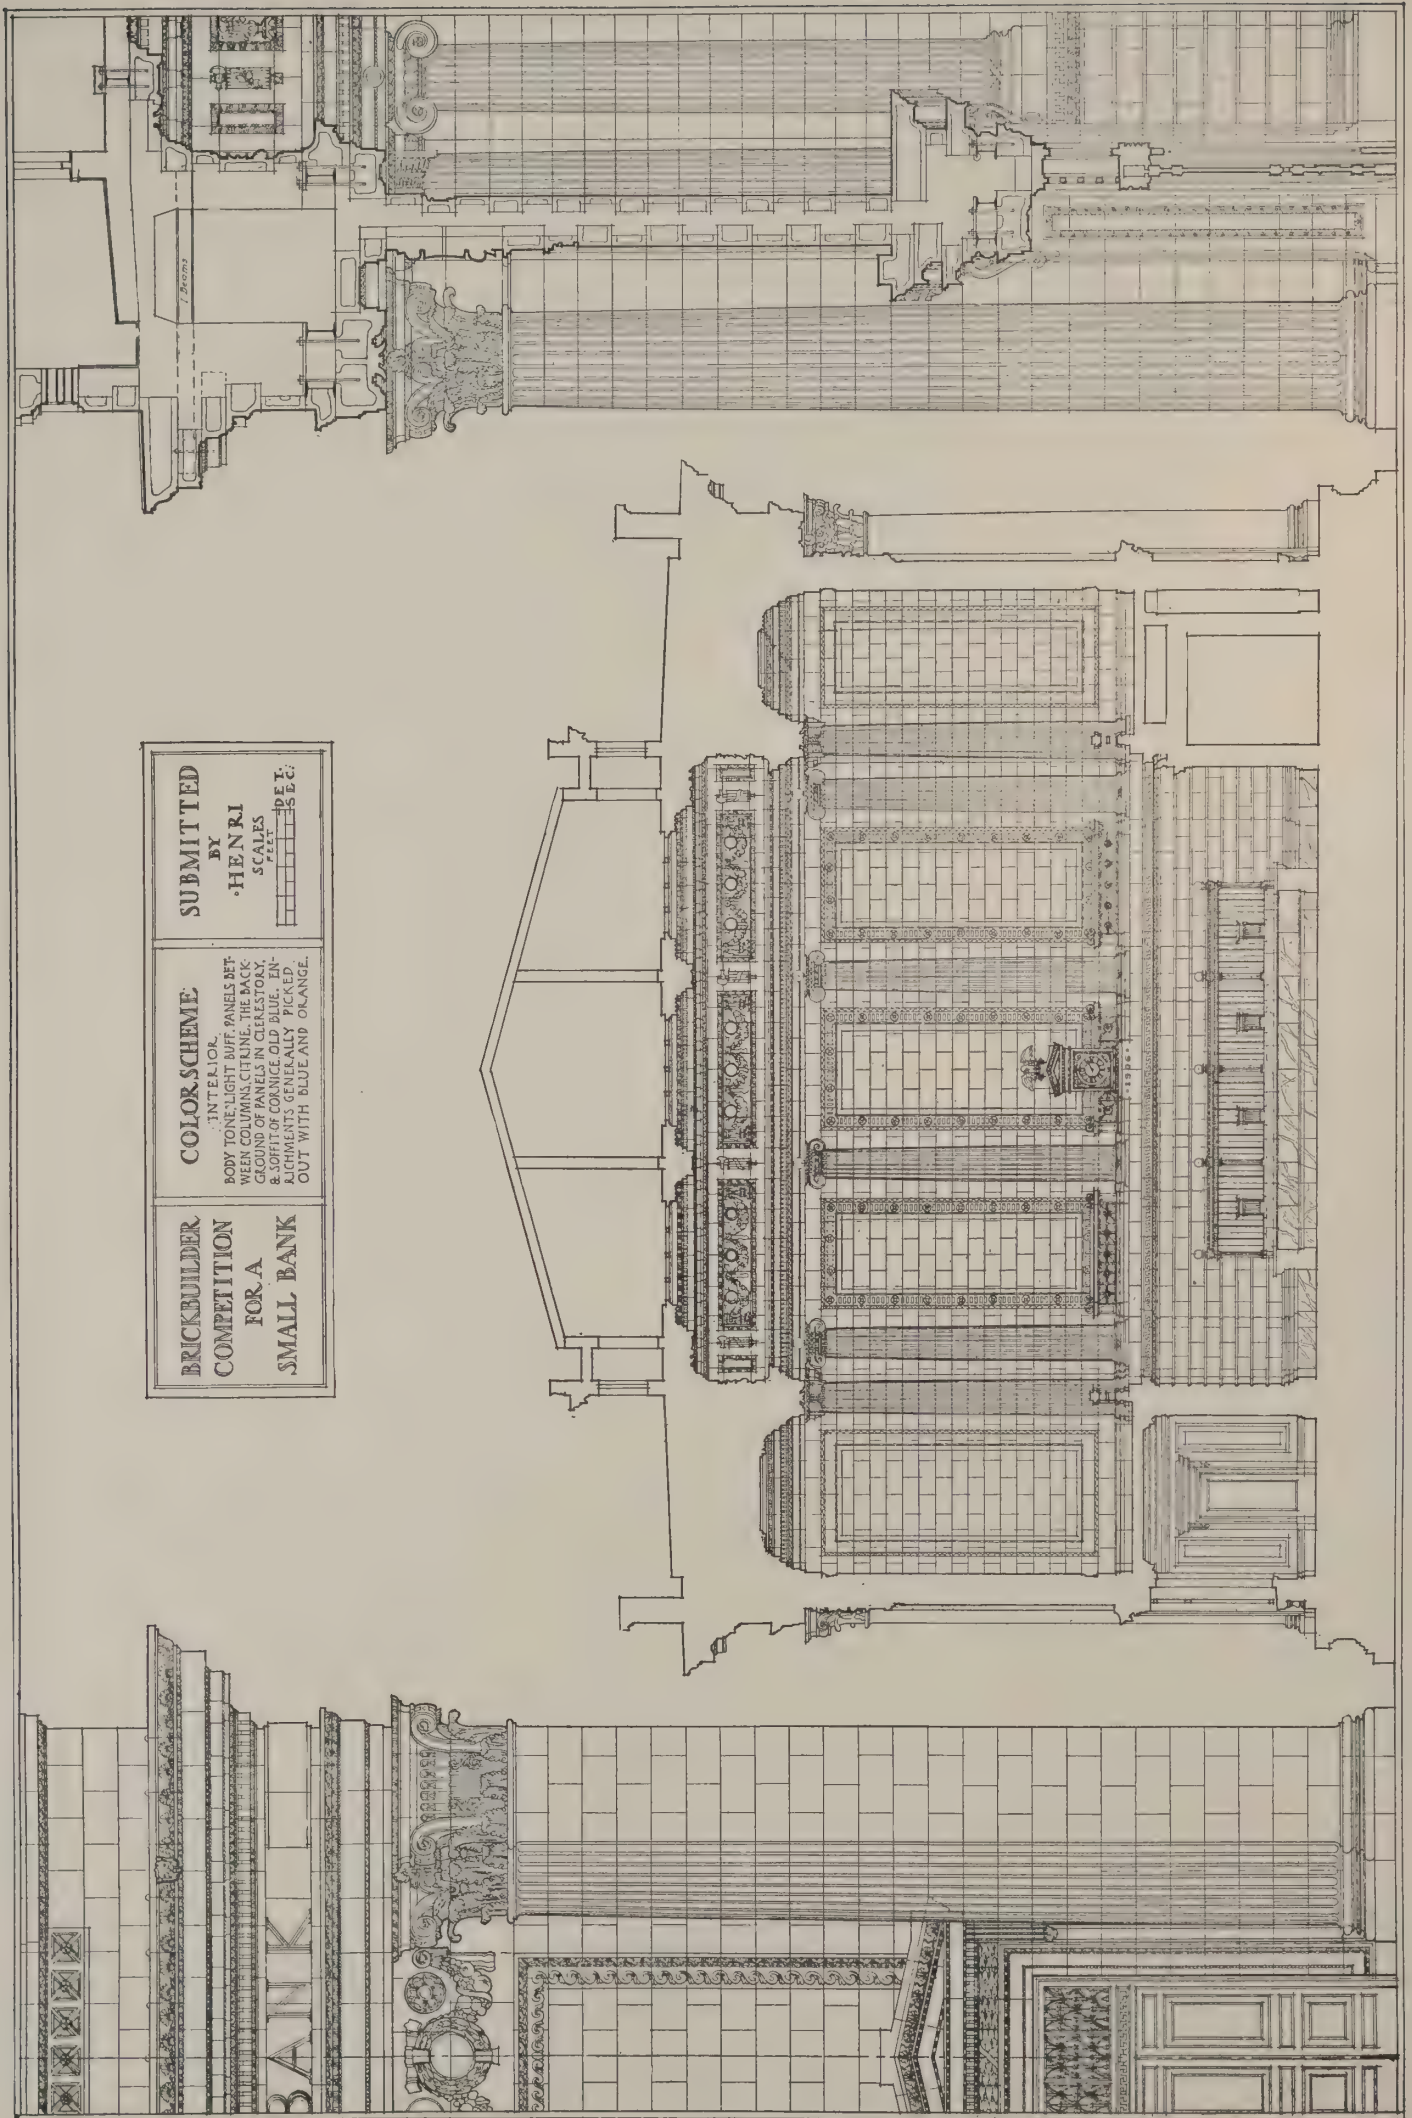 BRICKBUILDER
COMPETITION
FOR A
SMALL BANK
COLOR SCHEME
INTERIOR.
BODY TONE, LIGHT BUFF. PANELS BET-
WEEN COLUMNS, CITRINE. THE BACK-
GROUND OF PANELS IN CLERESTORY,
& SOFFIT OF CORNICE, OLD BLUE. EN-
RICHMENTS GENERALLY PICKED
OUT WITH BLUE AND ORANGE.
SUBMITTED
BY
·HENRI
SCALES
FEET
DET.
SEC.
BANK
I Beams
·1906·